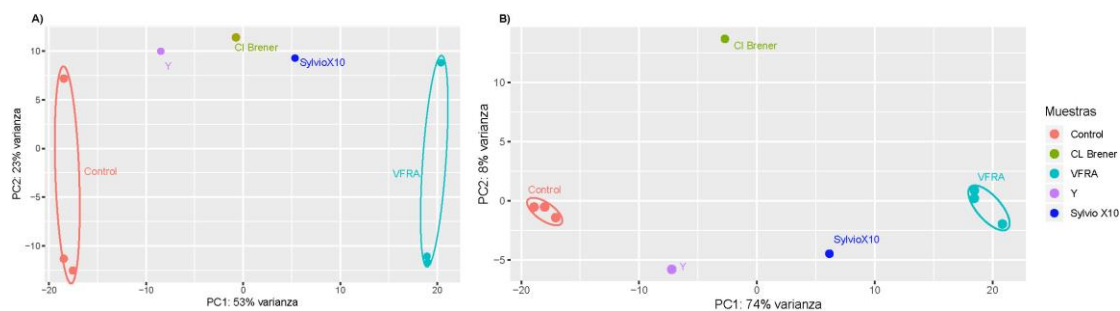 A)
10
5
0
−5
−10
−20
−10
0
10
20
PC2: 23% varianza
PC1: 53% varianza
Cl Brener
Y
SylvioX10
Control
VFRA
B)
10
5
0
−5
−20
−10
0
10
20
PC2: 8% varianza
PC1: 74% varianza
Cl Brener
Control
VFRA
SylvioX10
Y
Muestras
Control
CL Brener
VFRA
Y
Sylvio X10